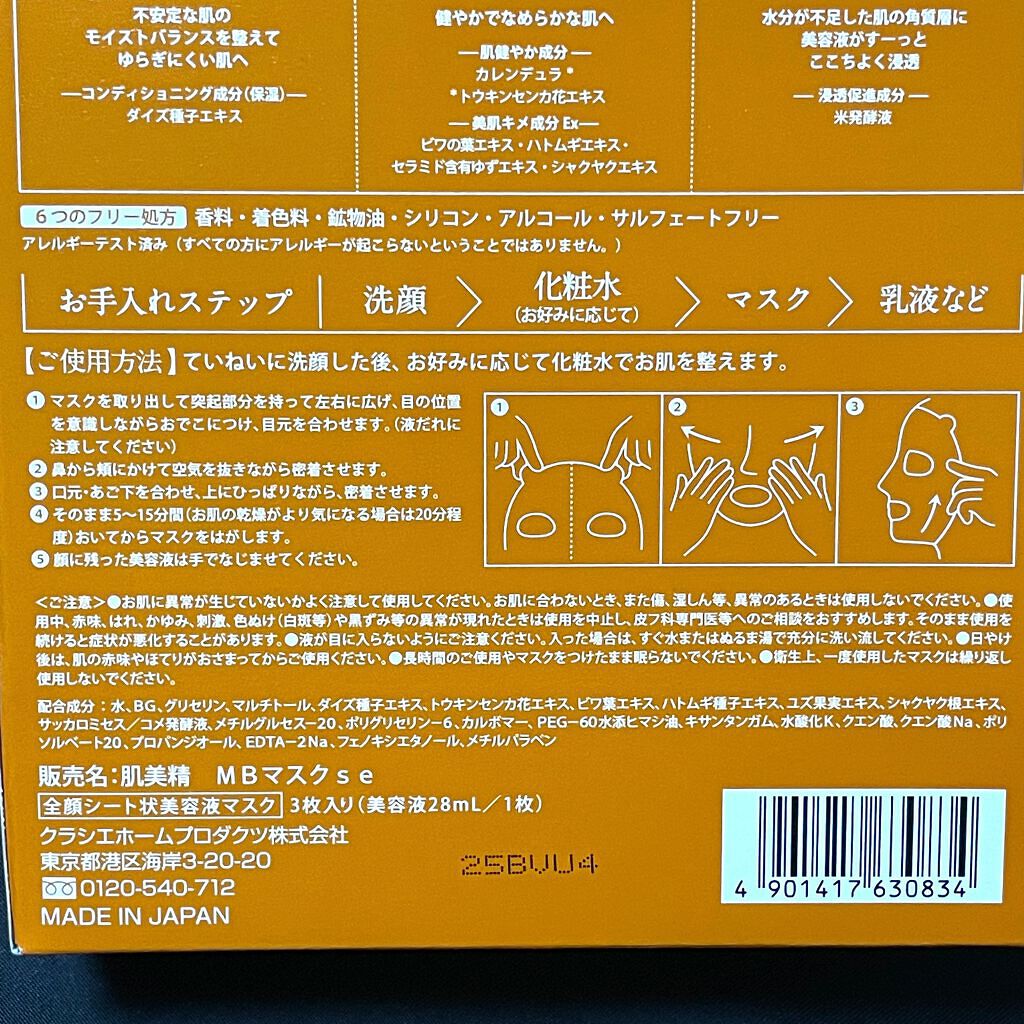 不安定な肌の
モイストバランスを整えて
ゆらぎにくい肌へ
―コンディショニング成分(保湿)―
ダイズ種子エキス
健やかでなめらかな肌へ
―肌健やか成分―
カレンデュラ*
*トウキンセンカ花エキス
―美肌キメ成分 Ex―
ビワの葉エキス・ハトムギエキス・
セラミド含有ゆずエキス・シャクヤクエキス
水分が不足した肌の角質層に
美容液がすーっと
ここちよく浸透
―浸透促進成分―
米発酵液
6つのフリー処方 香料・着色料・鉱物油・シリコン・アルコール・サルフェートフリー
アレルギーテスト済み(すべての方にアレルギーが起こらないということではありません。)
お手入れステップ 洗顔 化粧水 マスク 乳液など
(お好みに応じて)
【ご使用方法】ていねいに洗顔した後、お好みに応じて化粧水でお肌を整えます。
❶ マスクを取り出して突起部分を持って左右に広げ、目の位置
を意識しながらおでこにつけ、目元を合わせます。(液だれに
注意してください)
❷ 鼻から頬にかけて空気を抜きながら密着させます。
❸ 口元・あご下を合わせ、上にひっぱりながら、密着させます。
❹ そのまま5～15分間(お肌の乾燥がより気になる場合は20分程
度)おいてからマスクをはがします。
❺ 顔に残った美容液は手でなじませてください。
❶ ❷ ❸
<ご注意>●お肌に異常が生じていないかよく注意して使用してください。お肌に合わないとき、また傷、湿しん等、異常のあるときは使用しないでください。●使
用中、赤味、はれ、かゆみ、刺激、色ぬけ(白斑等)や黒ずみ等の異常が現れたときは使用を中止し、皮フ科専門医等へのご相談をおすすめします。そのまま使用を
続けると症状が悪化することがあります。●液が目に入らないようにご注意ください。入った場合は、すぐ水またはぬるま湯で充分に洗い流してください。●日やけ
後は、肌の赤味やほてりがおさまってからご使用ください。●長時間のご使用やマスクをつけたまま眠らないでください。●衛生上、一度使用したマスクは繰り返し
使用しないでください。
配合成分:水、BG、グリセリン、マルチトール、ダイズ種子エキス、トウキンセンカ花エキス、ビワ葉エキス、ハトムギ種子エキス、ユズ果実エキス、シャクヤク根エキス、
サッカロミセス/コメ発酵液、メチルグルセス−20、ポリグリセリン−6、カルボマー、PEG−60水添ヒマシ油、キサンタンガム、水酸化K、クエン酸、クエン酸Na、ポリ
ソルベート20、プロパンジオール、EDTA−2Na、フェノキシエタノール、メチルパラベン
販売名:肌美精 MBマスクse
全顔シート状美容液マスク 3枚入り(美容液28mL/1枚)
クラシエホームプロダクツ株式会社
東京都港区海岸3-20-20
0120-540-712
MADE IN JAPAN
25BVU4
4 901417 630834